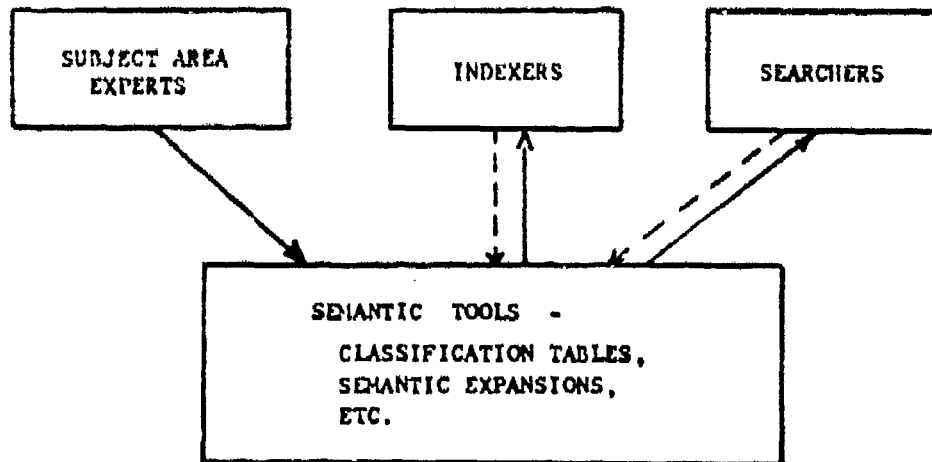 SUBJECT AREA
EXPERTS
INDEXERS
SEARCHERS
SEMANTIC TOOLS -
CLASSIFICATION TABLES,
SEMANTIC EXPANSIONS,
ETC.